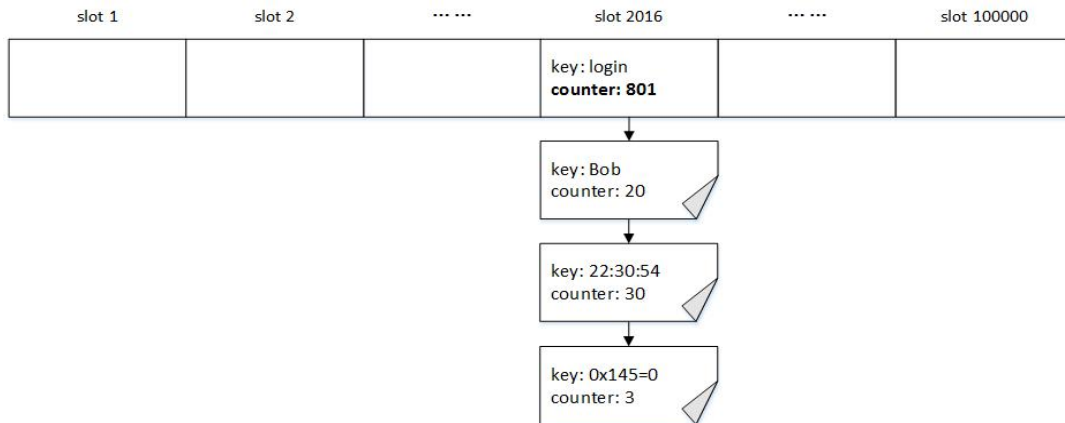 slot 1 slot 2 ... ... slot 2016 ... ... slot 100000
key: login
counter: 801
key: Bob
counter: 20
key: 22:30:54
counter: 30
key: 0x145=0
counter: 3